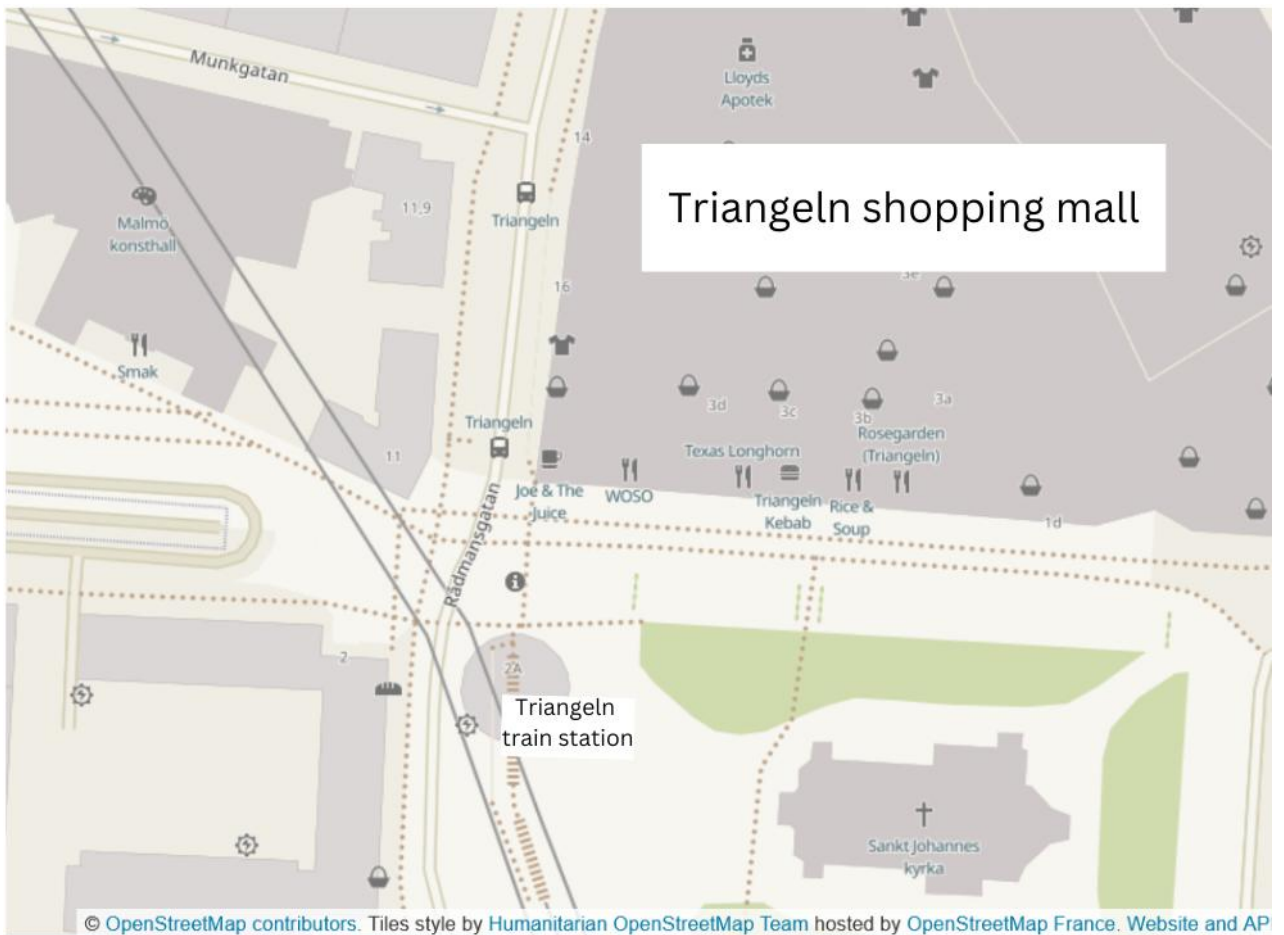 Munkgatan
Lloyds
Apotek
14
Triangeln shopping mall
11,9
Triangeln
Malmö
konsthall
16
3e
Smak
3d
3c
3b
3a
Triangeln
Rosegarden
(Triangeln)
Texas Longhorn
11
Joe & The
Juice
WOSO
Triangeln
Kebab
Rice &
Soup
1d
Rådmansgatan
2
2A
Triangeln
train station
Sankt Johannes
kyrka
© OpenStreetMap contributors. Tiles style by Humanitarian OpenStreetMap Team hosted by OpenStreetMap France. Website and API